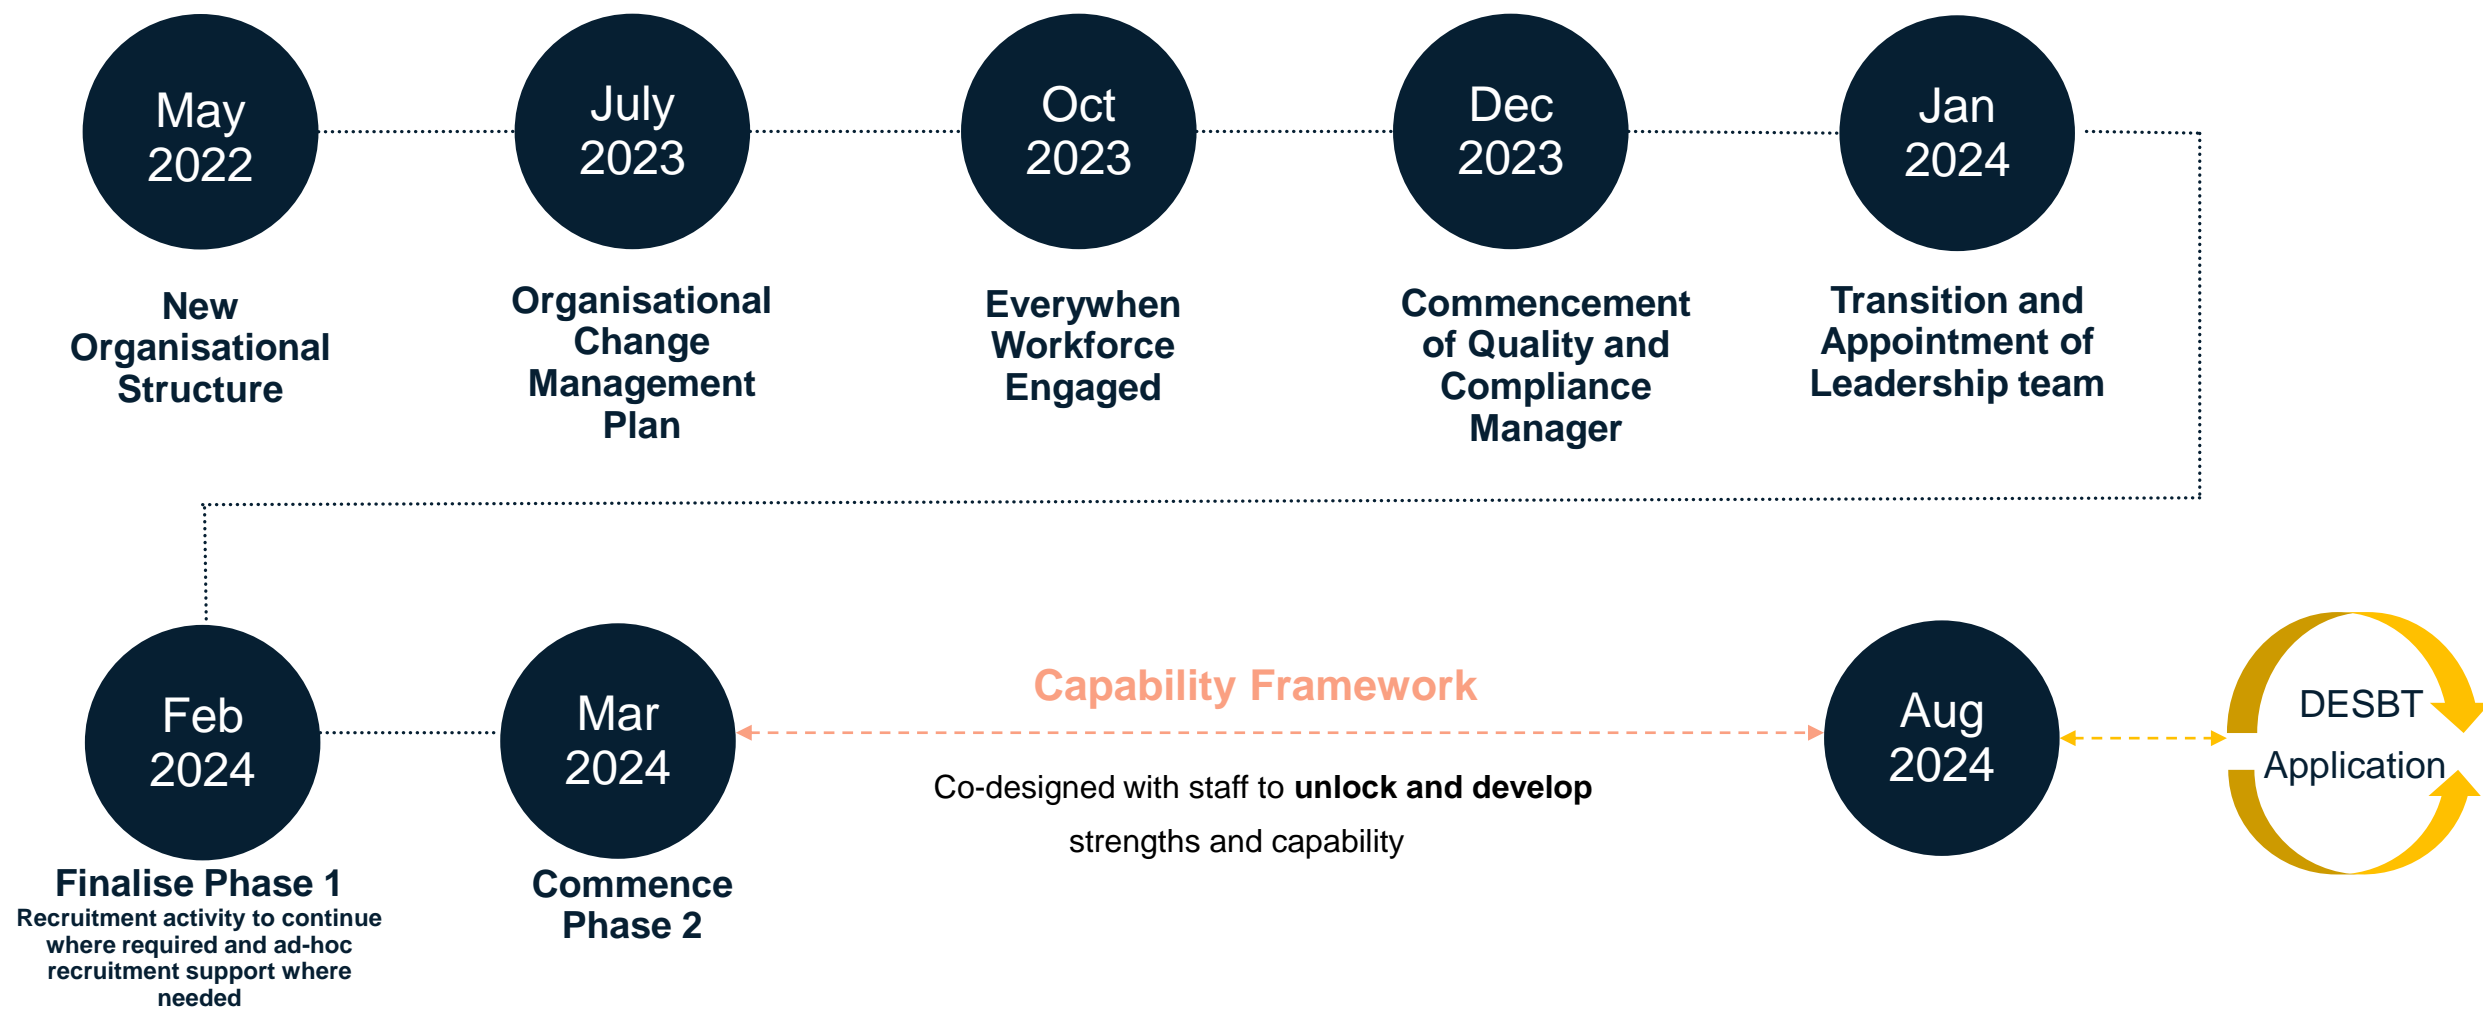 May
2022
July
2023
Oct
2023
Dec
2023
Jan
2024
New
Organisational
Structure
Organisational
Change
Management
Plan
Everywhen
Workforce
Engaged
Commencement
of Quality and
Compliance
Manager
Transition and
Appointment of
Leadership team
Feb
2024
Finalise Phase 1
Recruitment activity to continue
where required and ad-hoc
recruitment support where
needed
Mar
2024
Commence
Phase 2
Capability Framework
Co-designed with staff to unlock and develop
strengths and capability
Aug
2024
DESBT
Application